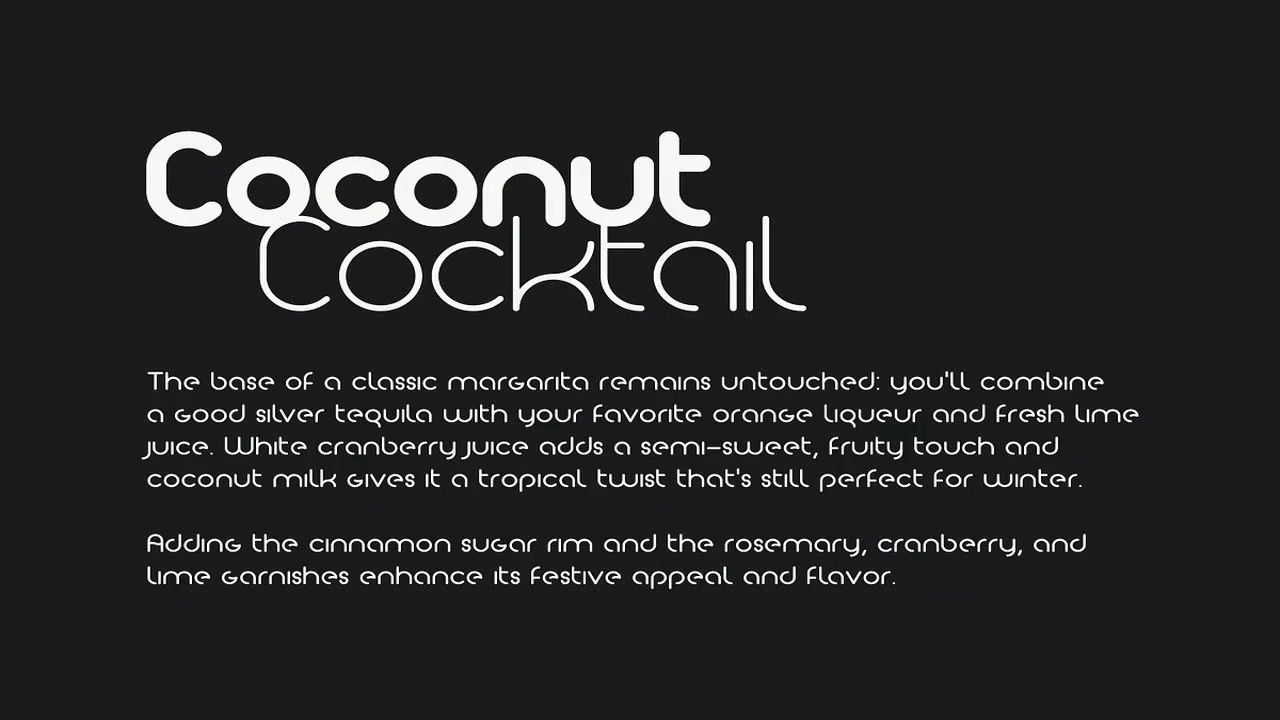 Coconut
Cocktail
The base of a classic margarita remains untouched: you'll combine
a good silver tequila with your favorite orange liqueur and fresh lime
juice. White cranberry juice adds a semi-sweet, fruity touch and
coconut milk gives it a tropical twist that's still perfect for winter.
Adding the cinnamon sugar rim and the rosemary, cranberry, and
lime garnishes enhance its festive appeal and flavor.